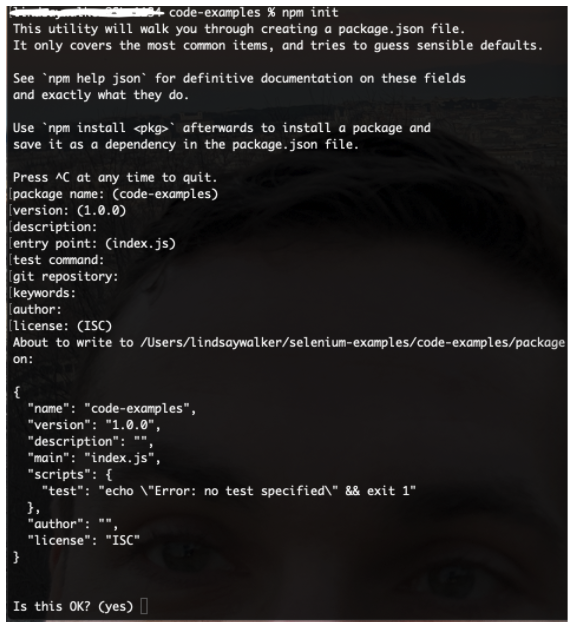 code-examples % npm init
This utility will walk you through creating a package.json file.
It only covers the most common items, and tries to guess sensible defaults.
See `npm help json` for definitive documentation on these fields
and exactly what they do.
Use `npm install <pkg>` afterwards to install a package and
save it as a dependency in the package.json file.
Press ^C at any time to quit.
[package name: (code-examples)
[version: (1.0.0)
[description:
[entry point: (index.js)
[test command:
[git repository:
[keywords:
[author:
[license: (ISC)
About to write to /Users/lindsaywalker/selenium-examples/code-examples/package
on:
{
  "name": "code-examples",
  "version": "1.0.0",
  "description": "",
  "main": "index.js",
  "scripts": {
    "test": "echo \"Error: no test specified\" && exit 1"
  },
  "author": "",
  "license": "ISC"
}
Is this OK? (yes)